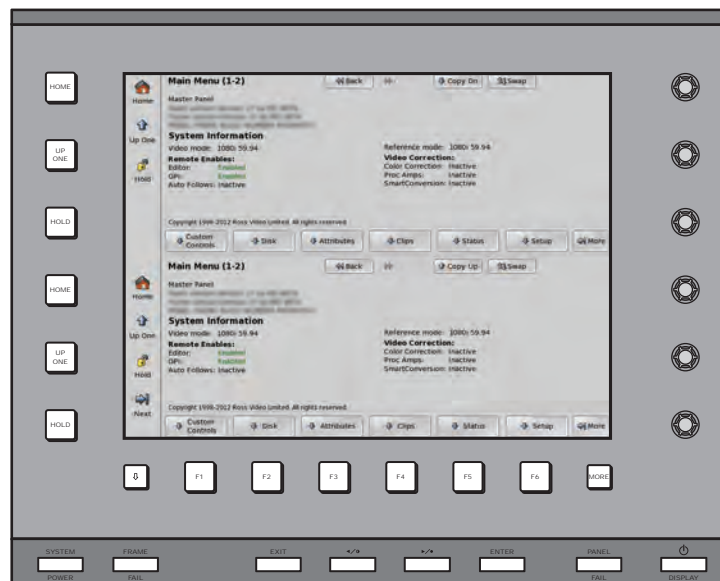 HOME
UP
ONE
HOLD
HOME
UP
ONE
HOLD
Home
Up One
Hold
Main Menu (1-2)
Back
Copy Dn
Swap
Master Panel
System Information
Video mode: 1080i 59.94
Reference mode: 1080i 59.94
Remote Enables:
Video Correction:
Editor: Enabled
Color Correction: Inactive
GPI: Enabled
Proc Amps: Inactive
Auto Follows: Inactive
SmartConversion: Inactive
Copyright 1998-2012 Ross Video Limited. All rights reserved.
Custom
Controls
Disk
Attributes
Clips
Status
Setup
More
Home
Up One
Hold
Next
Main Menu (1-2)
Back
Copy Up
Swap
Master Panel
System Information
Video mode: 1080i 59.94
Reference mode: 1080i 59.94
Remote Enables:
Video Correction:
Editor: Enabled
Color Correction: Inactive
GPI: Enabled
Proc Amps: Inactive
Auto Follows: Inactive
SmartConversion: Inactive
Copyright 1998-2012 Ross Video Limited. All rights reserved.
Custom
Controls
Disk
Attributes
Clips
Status
Setup
More
F1
F2
F3
F4
F5
F6
MORE
SYSTEM
FRAME
EXIT
ENTER
PANEL
POWER
FAIL
FAIL
DISPLAY